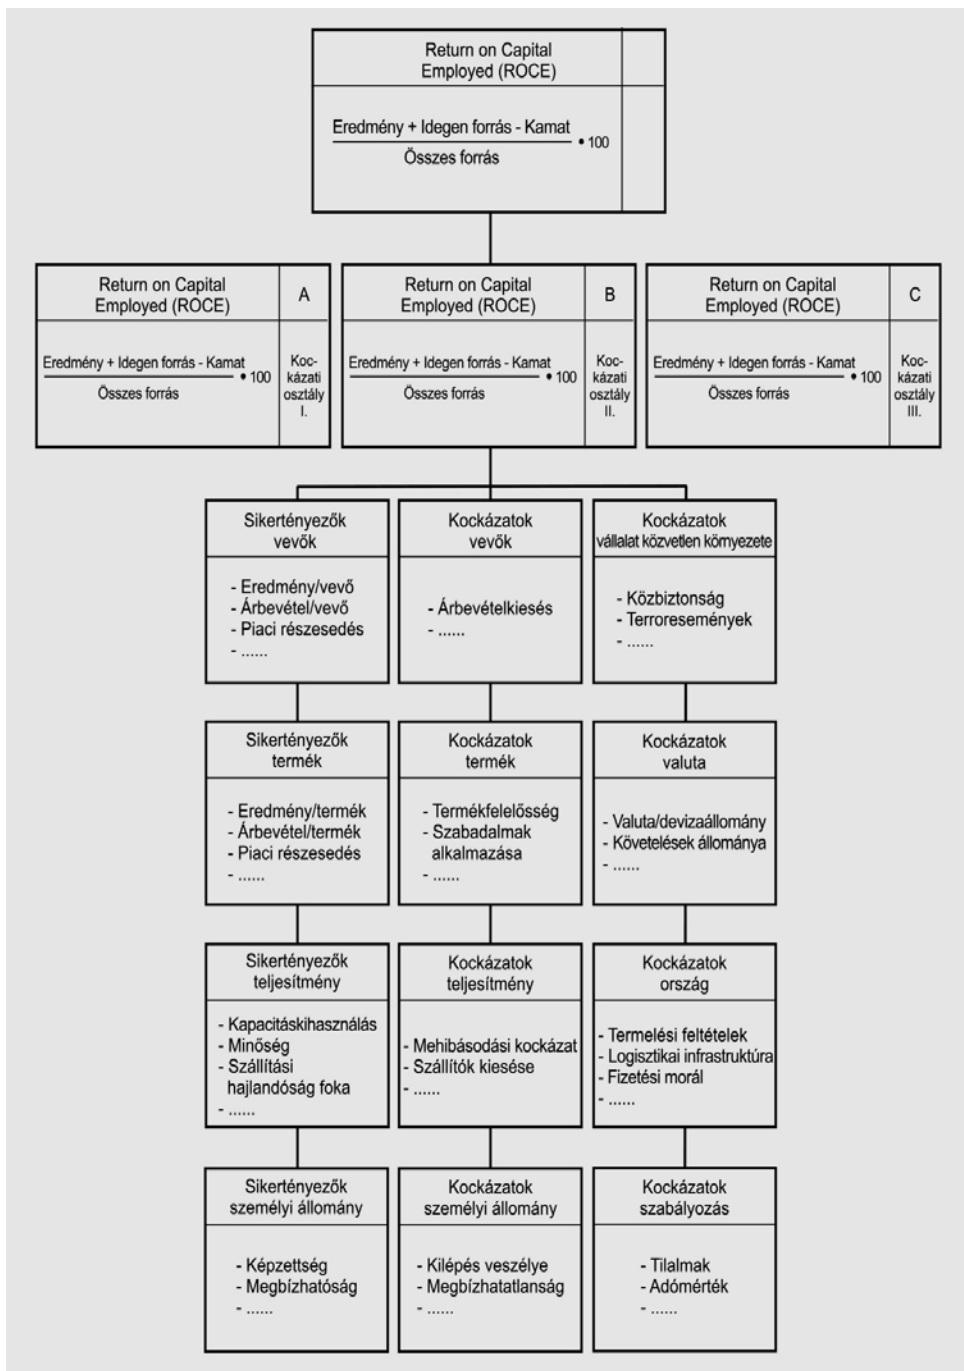 Return on Capital
Employed (ROCE)
Eredmény + Idegen forrás - Kamat
• 100
Összes forrás
Return on Capital
Employed (ROCE)
A
Eredmény + Idegen forrás - Kamat
• 100
Összes forrás
Koc-
kázati
osztály
I.
Return on Capital
Employed (ROCE)
B
Eredmény + Idegen forrás - Kamat
• 100
Összes forrás
Koc-
kázati
osztály
II.
Return on Capital
Employed (ROCE)
C
Eredmény + Idegen forrás - Kamat
• 100
Összes forrás
Koc-
kázati
osztály
III.
Sikertényezők
vevők
- Eredmény/vevő
- Árbevétel/vevő
- Piaci részesedés
- ......
Kockázatok
vevők
- Árbevételkiesés
- ......
Kockázatok
vállalat közvetlen környezete
- Közbiztonság
- Terroresemények
- ......
Sikertényezők
termék
- Eredmény/termék
- Árbevétel/termék
- Piaci részesedés
- ......
Kockázatok
termék
- Termékfelelősség
- Szabadalmak
alkalmazása
- ......
Kockázatok
valuta
- Valuta/devizaállomány
- Követelések állománya
- ......
Sikertényezők
teljesítmény
- Kapacitáskihasználás
- Minőség
- Szállítási
hajlandóság foka
- ......
Kockázatok
teljesítmény
- Mehibásodási kockázat
- Szállítók kiesése
- ......
Kockázatok
ország
- Termelési feltételek
- Logisztikai infrastruktúra
- Fizetési morál
- ......
Sikertényezők
személyi állomány
- Képzettség
- Megbízhatóság
- ......
Kockázatok
személyi állomány
- Kilépés veszélye
- Megbízhatatlanság
- ......
Kockázatok
szabályozás
- Tilalmak
- Adómérték
- ......